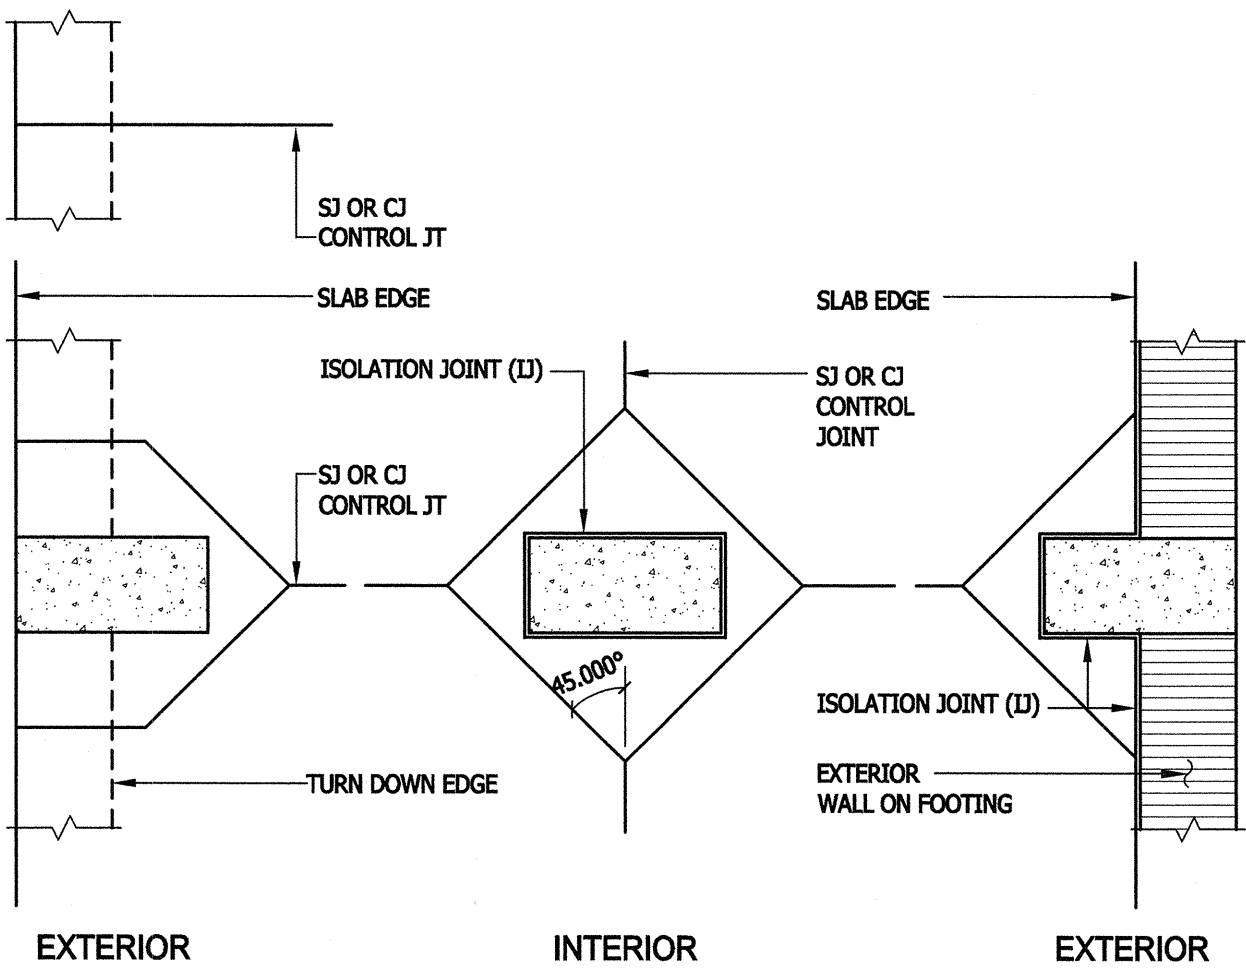 SJ OR CJ
CONTROL JT
SLAB EDGE
SLAB EDGE
ISOLATION JOINT (IJ)
SJ OR CJ
CONTROL
JOINT
SJ OR CJ
CONTROL JT
45.000°
ISOLATION JOINT (IJ)
TURN DOWN EDGE
EXTERIOR
WALL ON FOOTING
EXTERIOR
INTERIOR
EXTERIOR